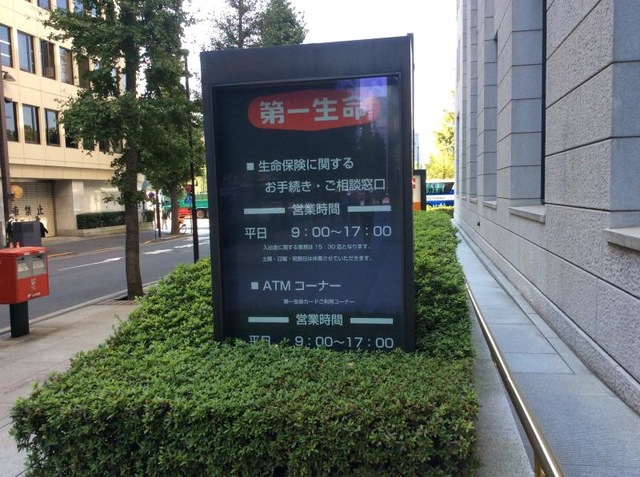 第一生命
■生命保険に関する
お手続き・ご相談窓口
営業時間
平日 9:00〜17:00
入出金に関する業務は15:30迄となります。
土曜・日曜・祝祭日は休業させていただきます。
■ATMコーナー
第一生命カードご利用コーナー
営業時間
平日 9:00〜17:00